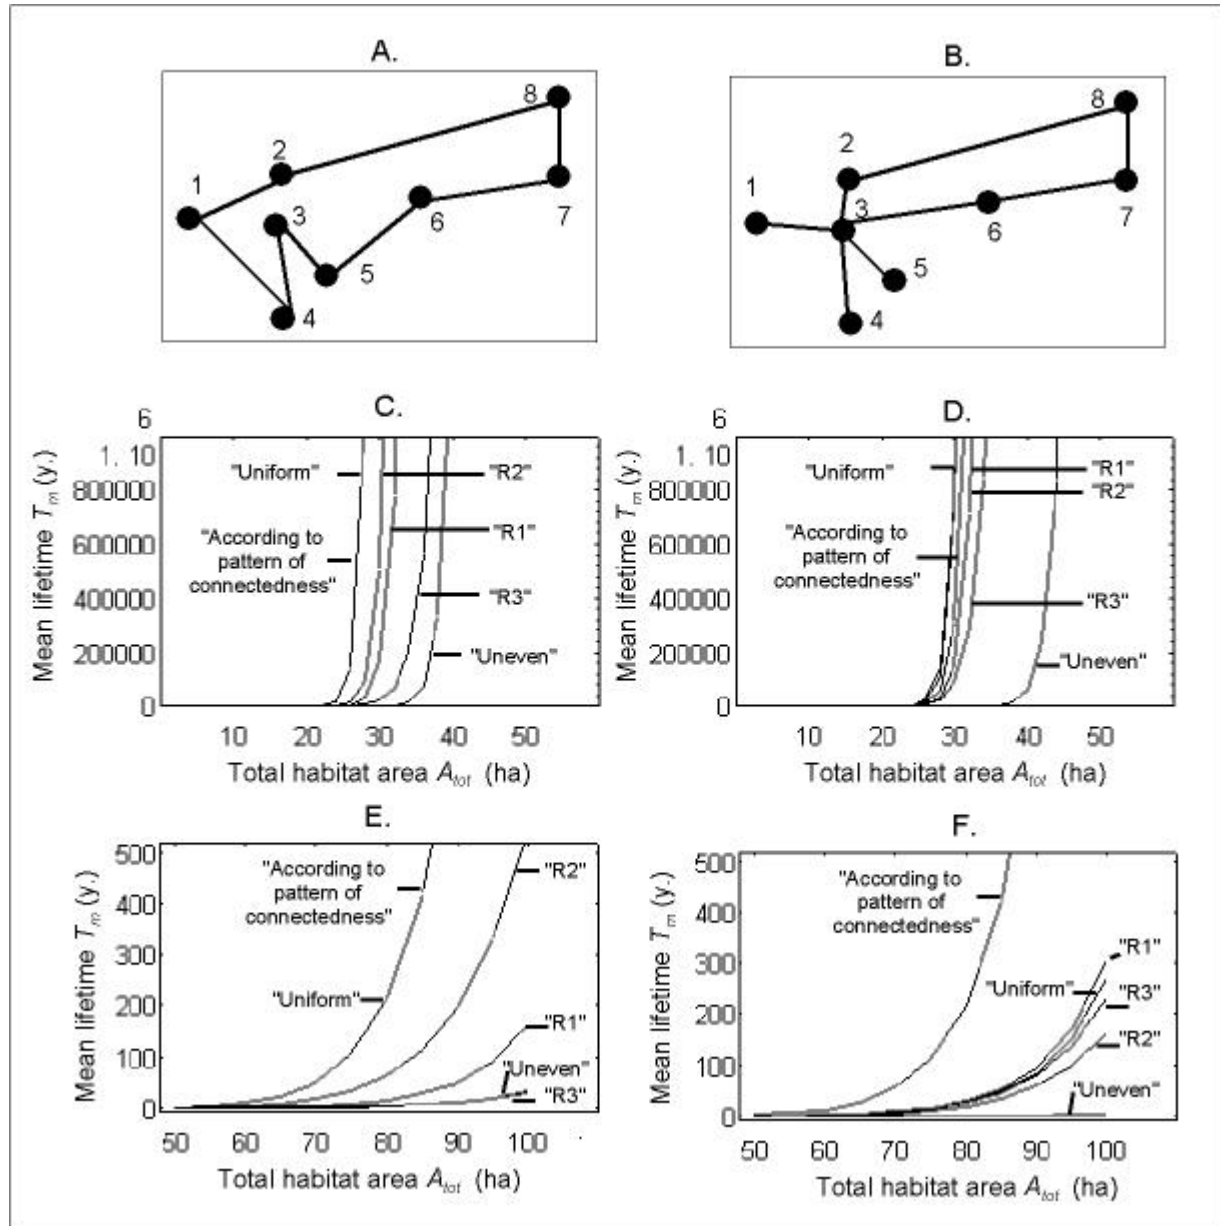 A.
B.
8
2
1
3
6
7
5
4
8
2
1
3
6
7
5
4
C.
D.
6
1. 10
800000
600000
400000
200000
0
Mean lifetime Tm (y.)
"Uniform"
"R2"
"According to
pattern of
connectedness"
"R1"
"R3"
"Uneven"
10 20 30 40 50
Total habitat area Atot (ha)
6
1. 10
800000
600000
400000
200000
0
Mean lifetime Tm (y.)
"Uniform"
"R1"
"R2"
"According to
pattern of
connectedness"
"R3"
"Uneven"
10 20 30 40 50
Total habitat area Atot (ha)
E.
F.
500
400
300
200
100
0
Mean lifetime Tm (y.)
"According to
pattern of
connectedness"
"R2"
"Uniform"
"R1"
"Uneven"
"R3"
50 60 70 80 90 100
Total habitat area Atot (ha)
500
400
300
200
100
0
Mean lifetime Tm (y.)
"According to
pattern of
connectedness"
"R1"
"Uniform"
"R3"
"R2"
"Uneven"
50 60 70 80 90 100
Total habitat area Atot (ha)